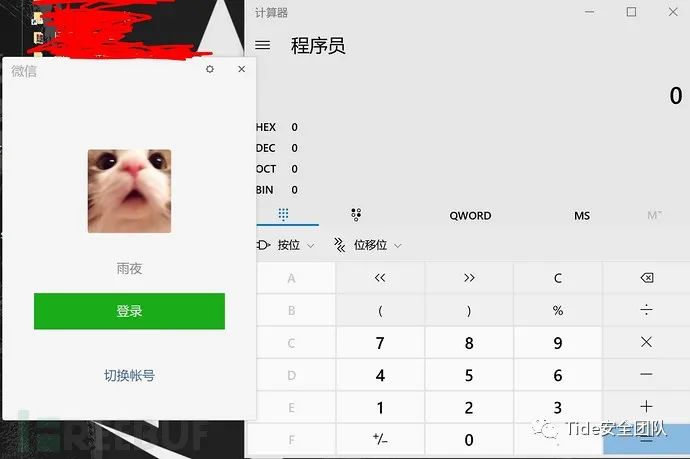 微信
雨夜
登录
切换帐号
计算器
程序员
0
HEX 0
DEC 0
OCT 0
BIN 0
QWORD MS M˅
按位 位移位
A << >> C
B ( ) % ÷
C 7 8 9 ×
D 4 5 6 −
E 1 2 3 +
F +/− 0 . =
Tide安全团队
REEBUF